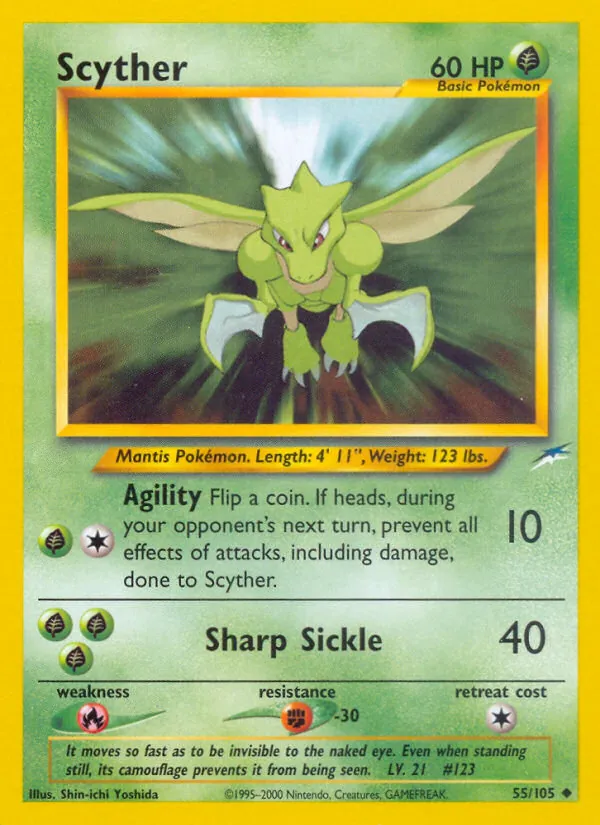 Scyther
60 HP
Basic Pokémon
Mantis Pokémon. Length: 4' 11", Weight: 123 lbs.
Agility Flip a coin. If heads, during
your opponent's next turn, prevent all
effects of attacks, including damage,
done to Scyther.
10
Sharp Sickle 40
weakness resistance retreat cost
-30
It moves so fast as to be invisible to the naked eye. Even when standing
still, its camouflage prevents it from being seen. LV. 21 #123
Illus. Shin-ichi Yoshida ©1995-2000 Nintendo, Creatures, GAMEFREAK. 55/105